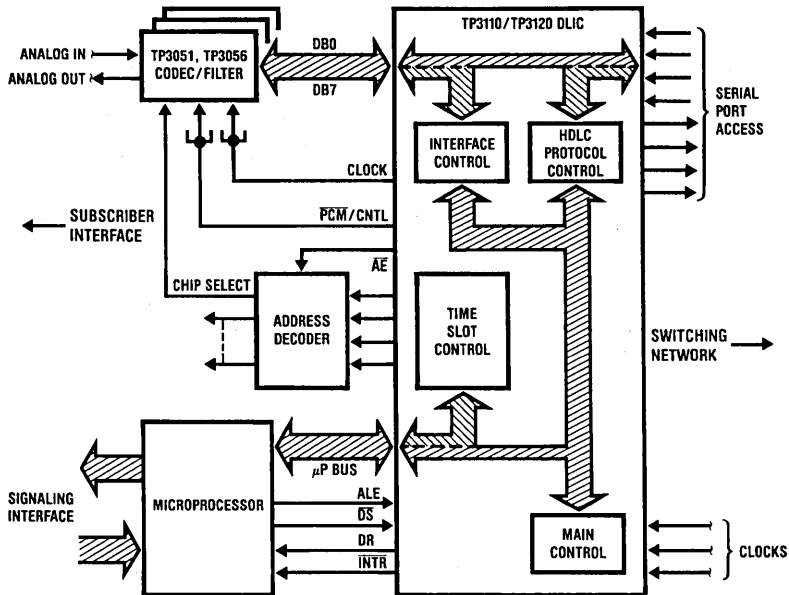 TP3110/TP3120 DLIC
ANALOG IN
ANALOG OUT
TP3051, TP3056
CODEC/FILTER
DB0
DB7
SERIAL
PORT
ACCESS
INTERFACE
CONTROL
HDLC
PROTOCOL
CONTROL
CLOCK
PCM/CNTL
SUBSCRIBER
INTERFACE
AE
CHIP SELECT
ADDRESS
DECODER
TIME
SLOT
CONTROL
SWITCHING
NETWORK
μP BUS
MICROPROCESSOR
SIGNALING
INTERFACE
ALE
DS
DR
INTR
MAIN
CONTROL
CLOCKS